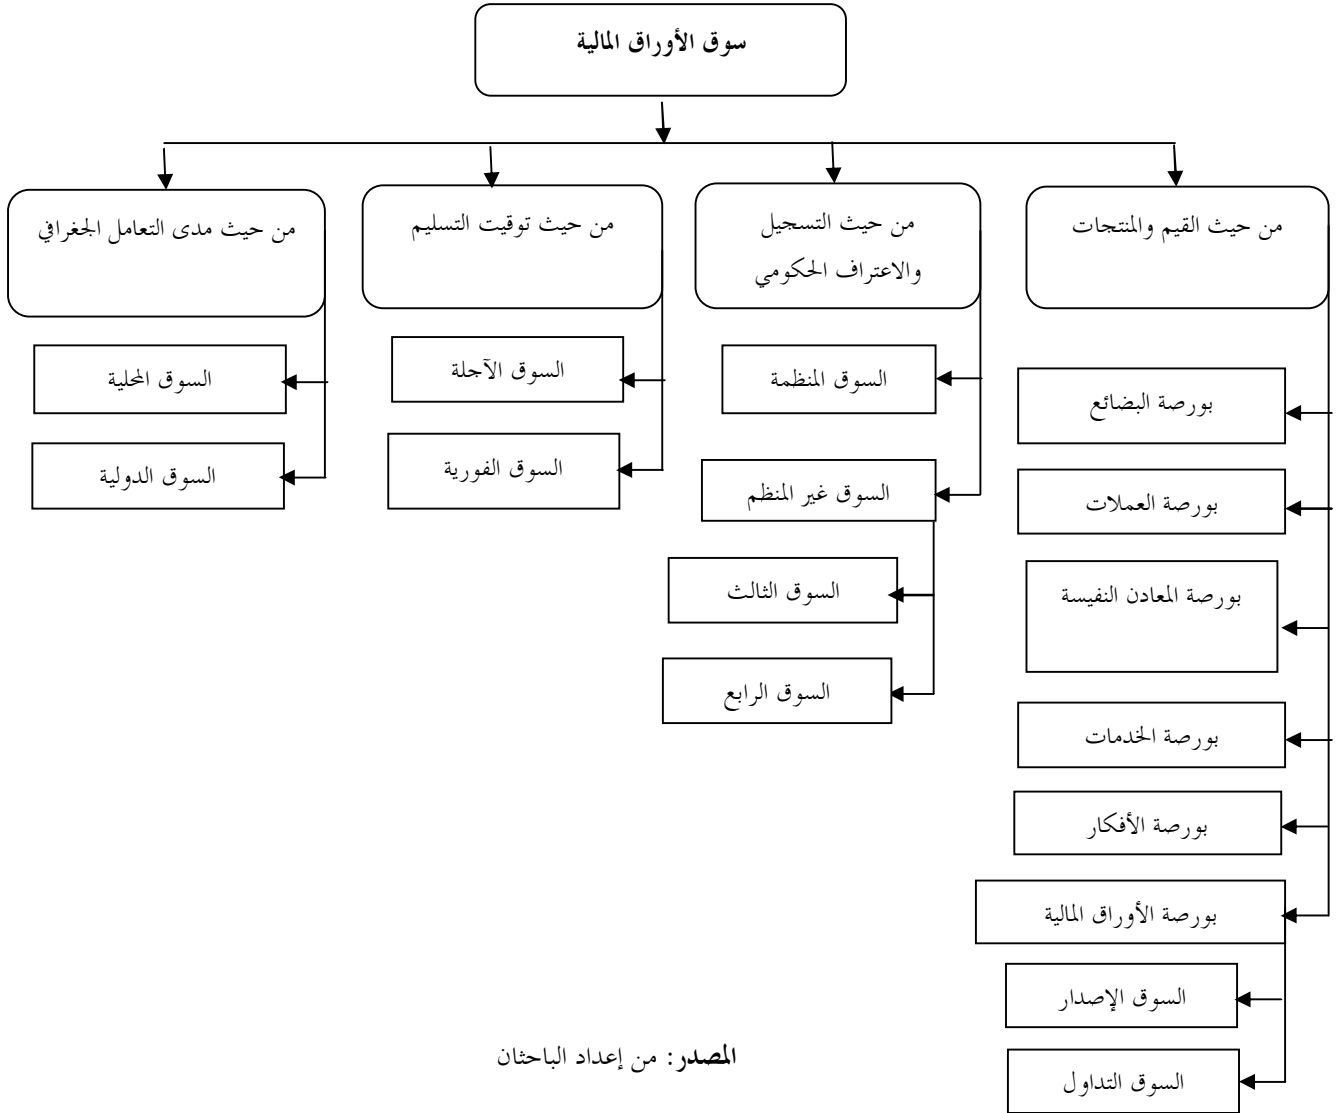 سوق الأوراق المالية
من حيث القيم والمنتجات
من حيث التسجيل
والاعتراف الحكومي
من حيث توقيت التسليم
من حيث مدى التعامل الجغرافي
بورصة البضائع
بورصة العملات
بورصة المعادن النفيسة
بورصة الخدمات
بورصة الأفكار
بورصة الأوراق المالية
السوق الإصدار
السوق التداول
السوق المنظمة
السوق غير المنظم
السوق الثالث
السوق الرابع
السوق الآجلة
السوق الفورية
السوق المحلية
السوق الدولية
المصدر: من إعداد الباحثان